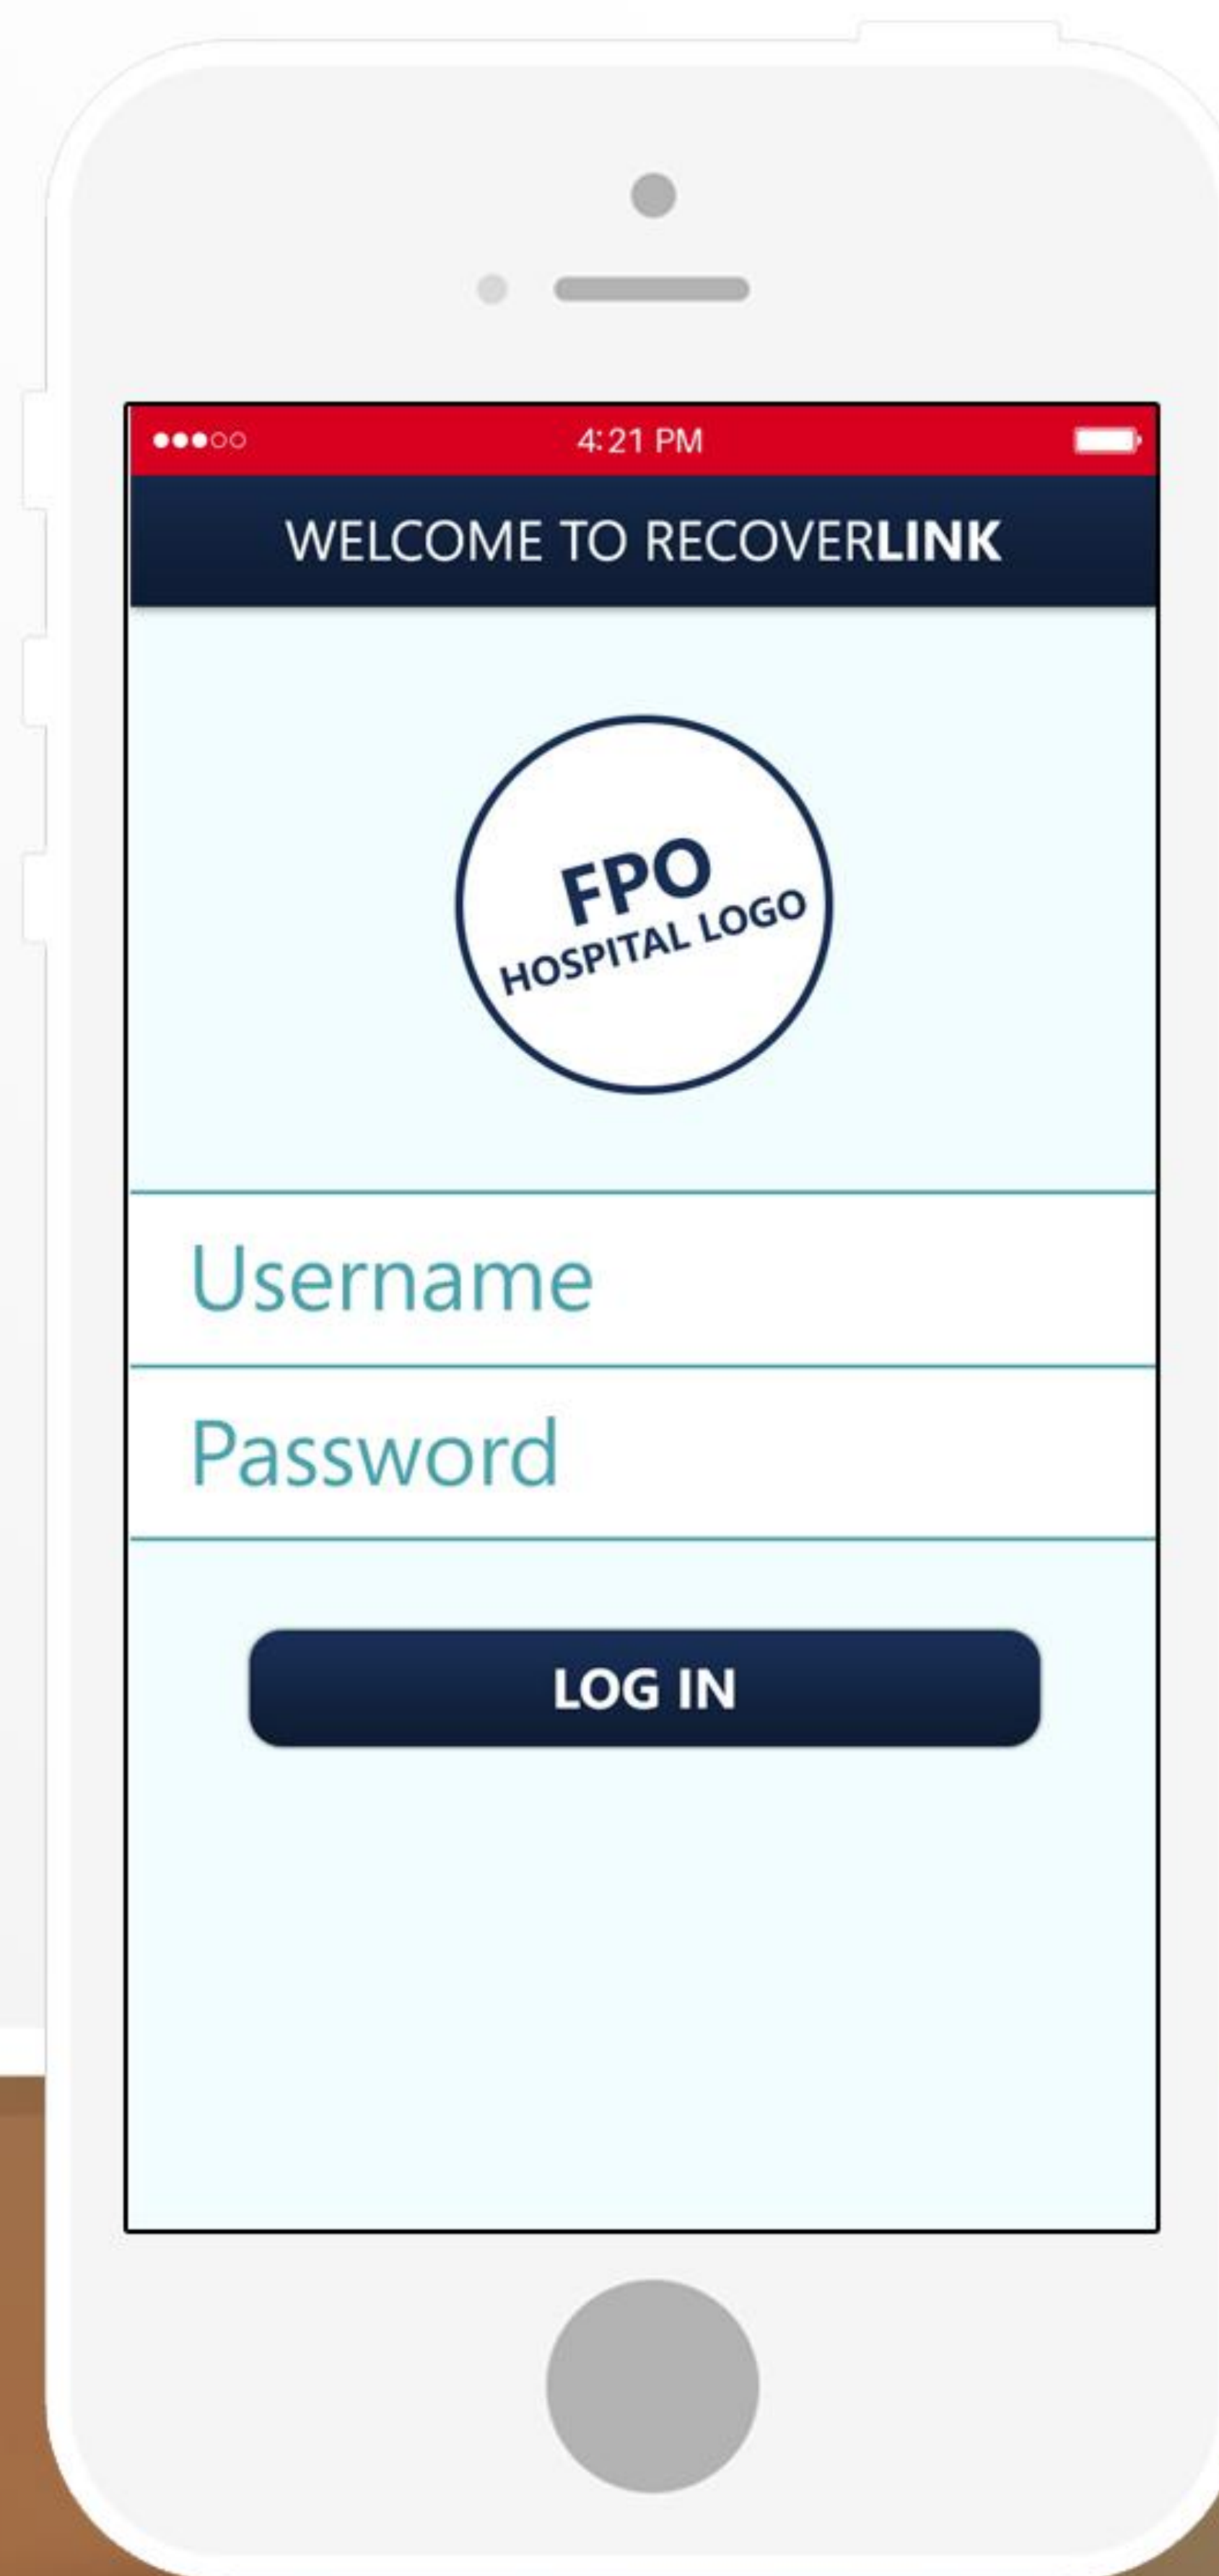 4:21 PM
WELCOME TO RECOVERLINK
FPO
HOSPITAL LOGO
Username
Password
LOG IN